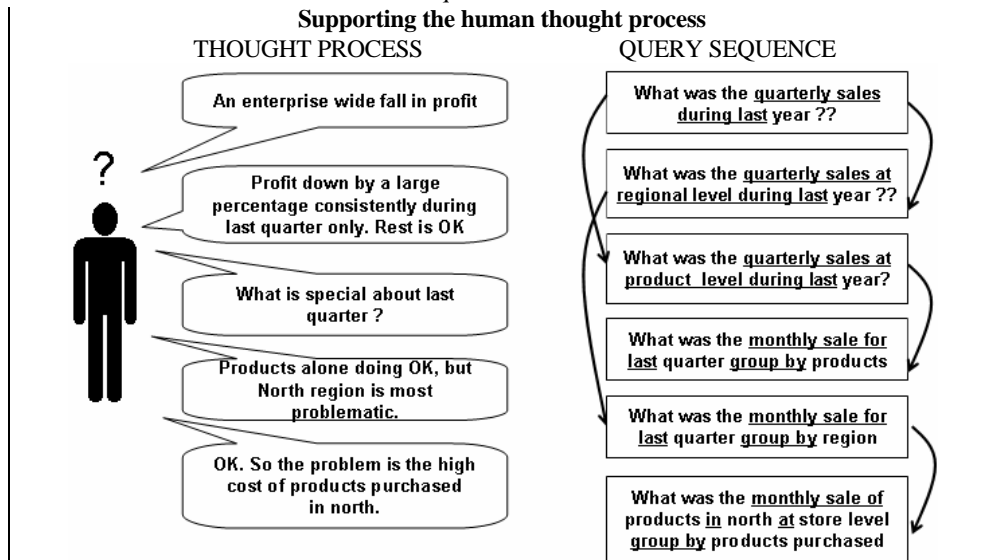 Supporting the human thought process
THOUGHT PROCESS
QUERY SEQUENCE
An enterprise wide fall in profit
?
Profit down by a large
percentage consistently during
last quarter only. Rest is OK
What is special about last
quarter ?
Products alone doing OK, but
North region is most
problematic.
OK. So the problem is the high
cost of products purchased
in north.
What was the quarterly sales
during last year ??
What was the quarterly sales at
regional level during last year ??
What was the quarterly sales at
product level during last year?
What was the monthly sale for
last quarter group by products
What was the monthly sale for
last quarter group by region
What was the monthly sale of
products in north at store level
group by products purchased